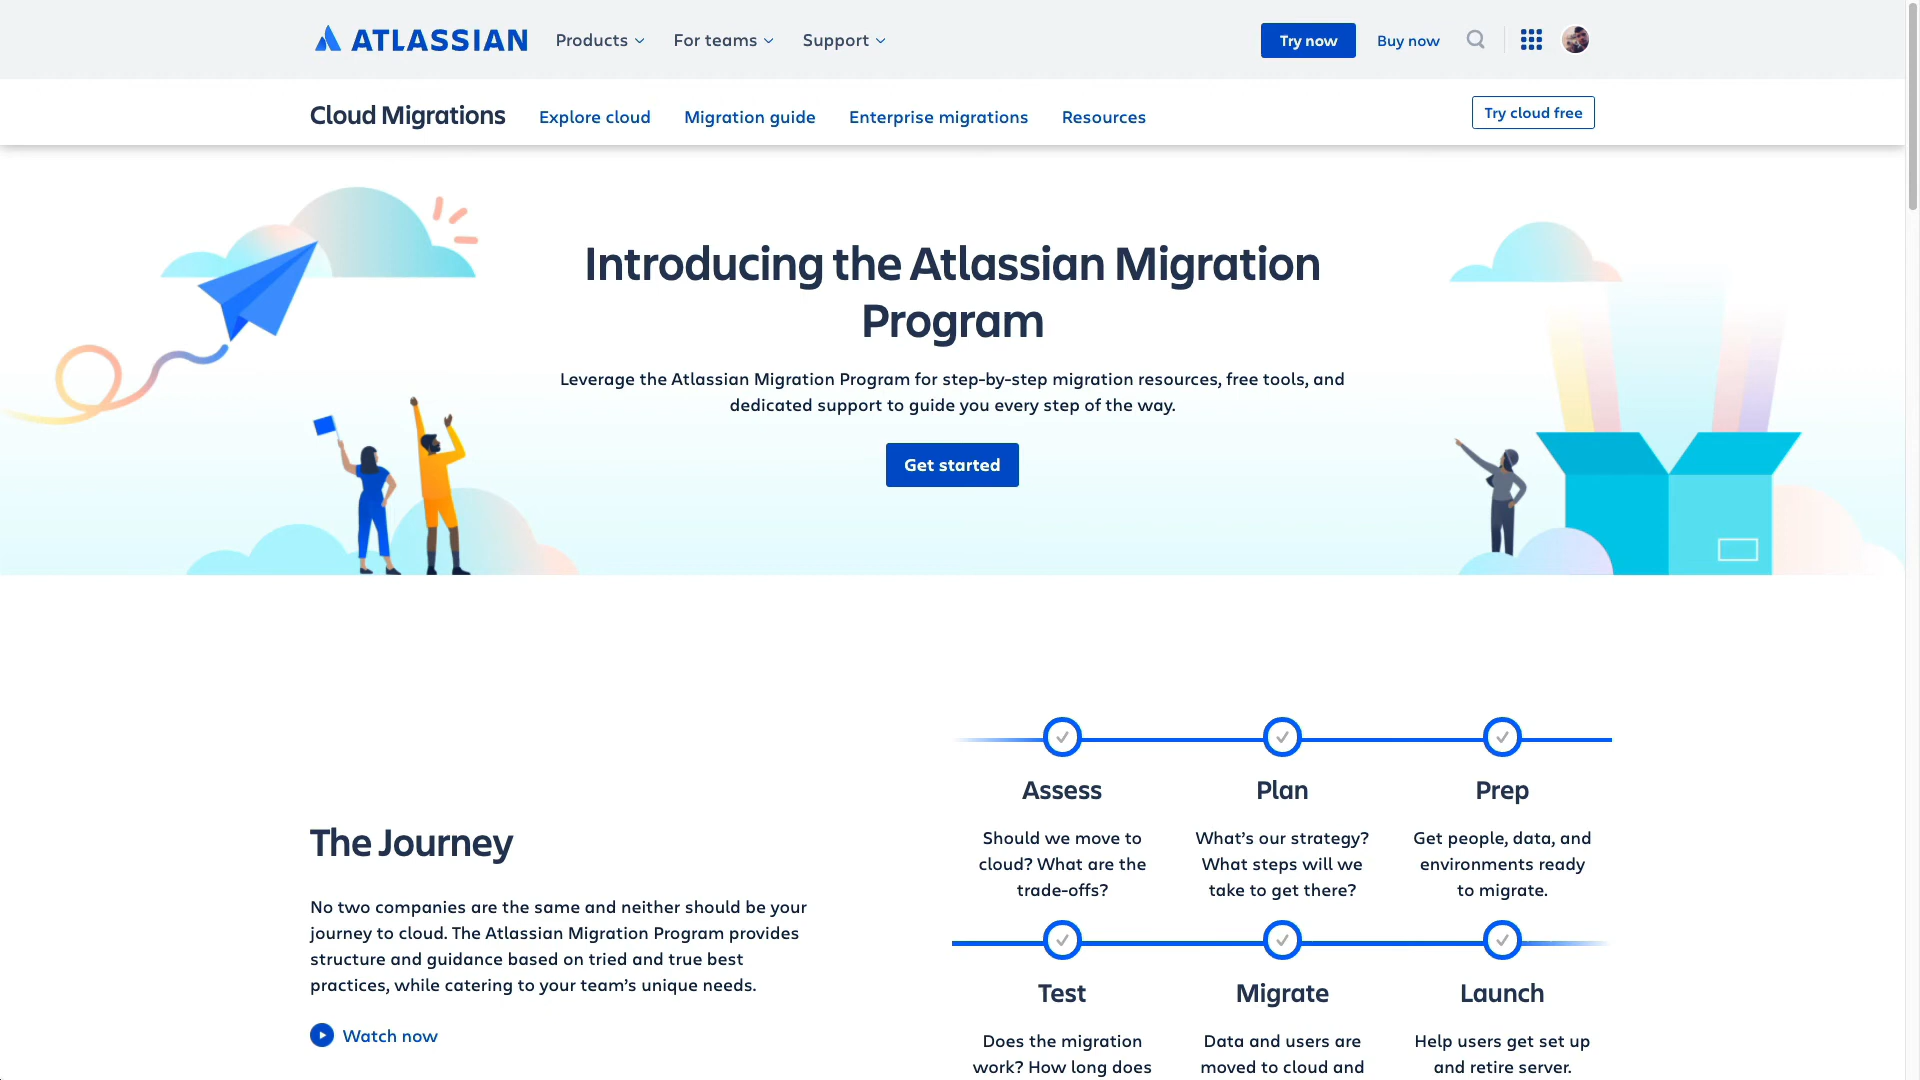 ATLASSIAN Products For teams Support Try now Buy now
Cloud Migrations Explore cloud Migration guide Enterprise migrations Resources Try cloud free
Introducing the Atlassian Migration
Program
Leverage the Atlassian Migration Program for step-by-step migration resources, free tools, and
dedicated support to guide you every step of the way.
Get started
The Journey
No two companies are the same and neither should be your
journey to cloud. The Atlassian Migration Program provides
structure and guidance based on tried and true best
practices, while catering to your team’s unique needs.
Watch now
Assess
Should we move to
cloud? What are the
trade-offs?
Plan
What’s our strategy?
What steps will we
take to get there?
Prep
Get people, data, and
environments ready
to migrate.
Test
Does the migration
work? How long does
Migrate
Data and users are
moved to cloud and
Launch
Help users get set up
and retire server.